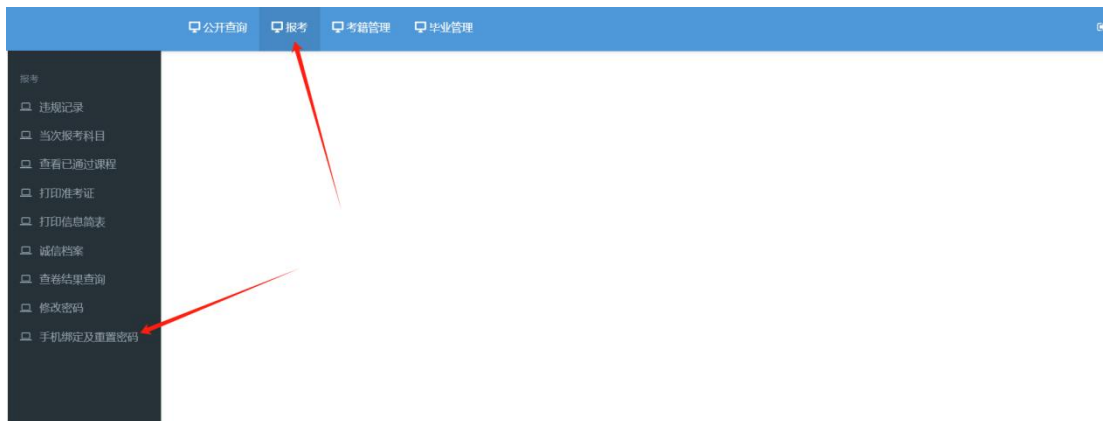 公开查询 报考 考籍管理 毕业管理
报考
违规记录
当次报考科目
查看已通过课程
打印准考证
打印信息简表
诚信档案
查卷结果查询
修改密码
手机绑定及重置密码